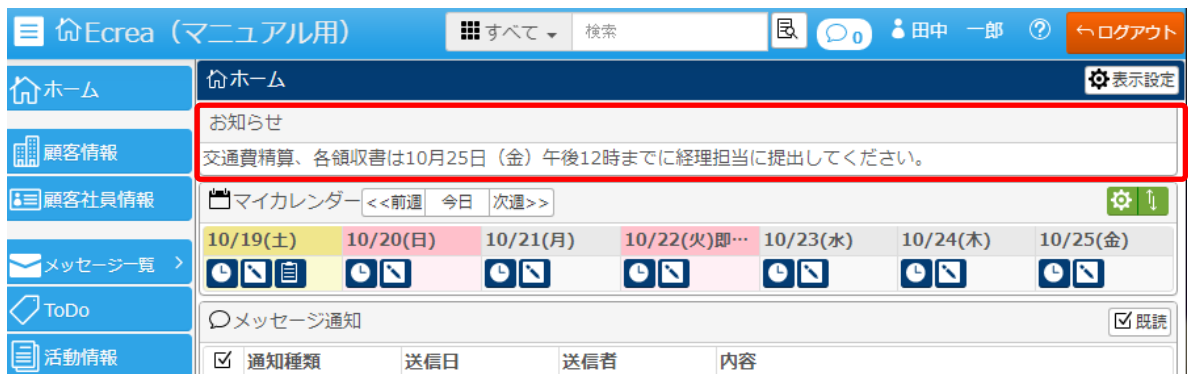 Ecrea（マニュアル用）
すべて
検索
0
田中 一郎
?
ログアウト
ホーム
顧客情報
顧客社員情報
メッセージ一覧
ToDo
活動情報
ホーム
表示設定
お知らせ
交通費精算、各領収書は10月25日（金）午後12時までに経理担当に提出してください。
マイカレンダー <<前週 今日 次週>>
10/19(土) 10/20(日) 10/21(月) 10/22(火)即… 10/23(水) 10/24(木) 10/25(金)
メッセージ通知
既読
通知種類 送信日 送信者 内容